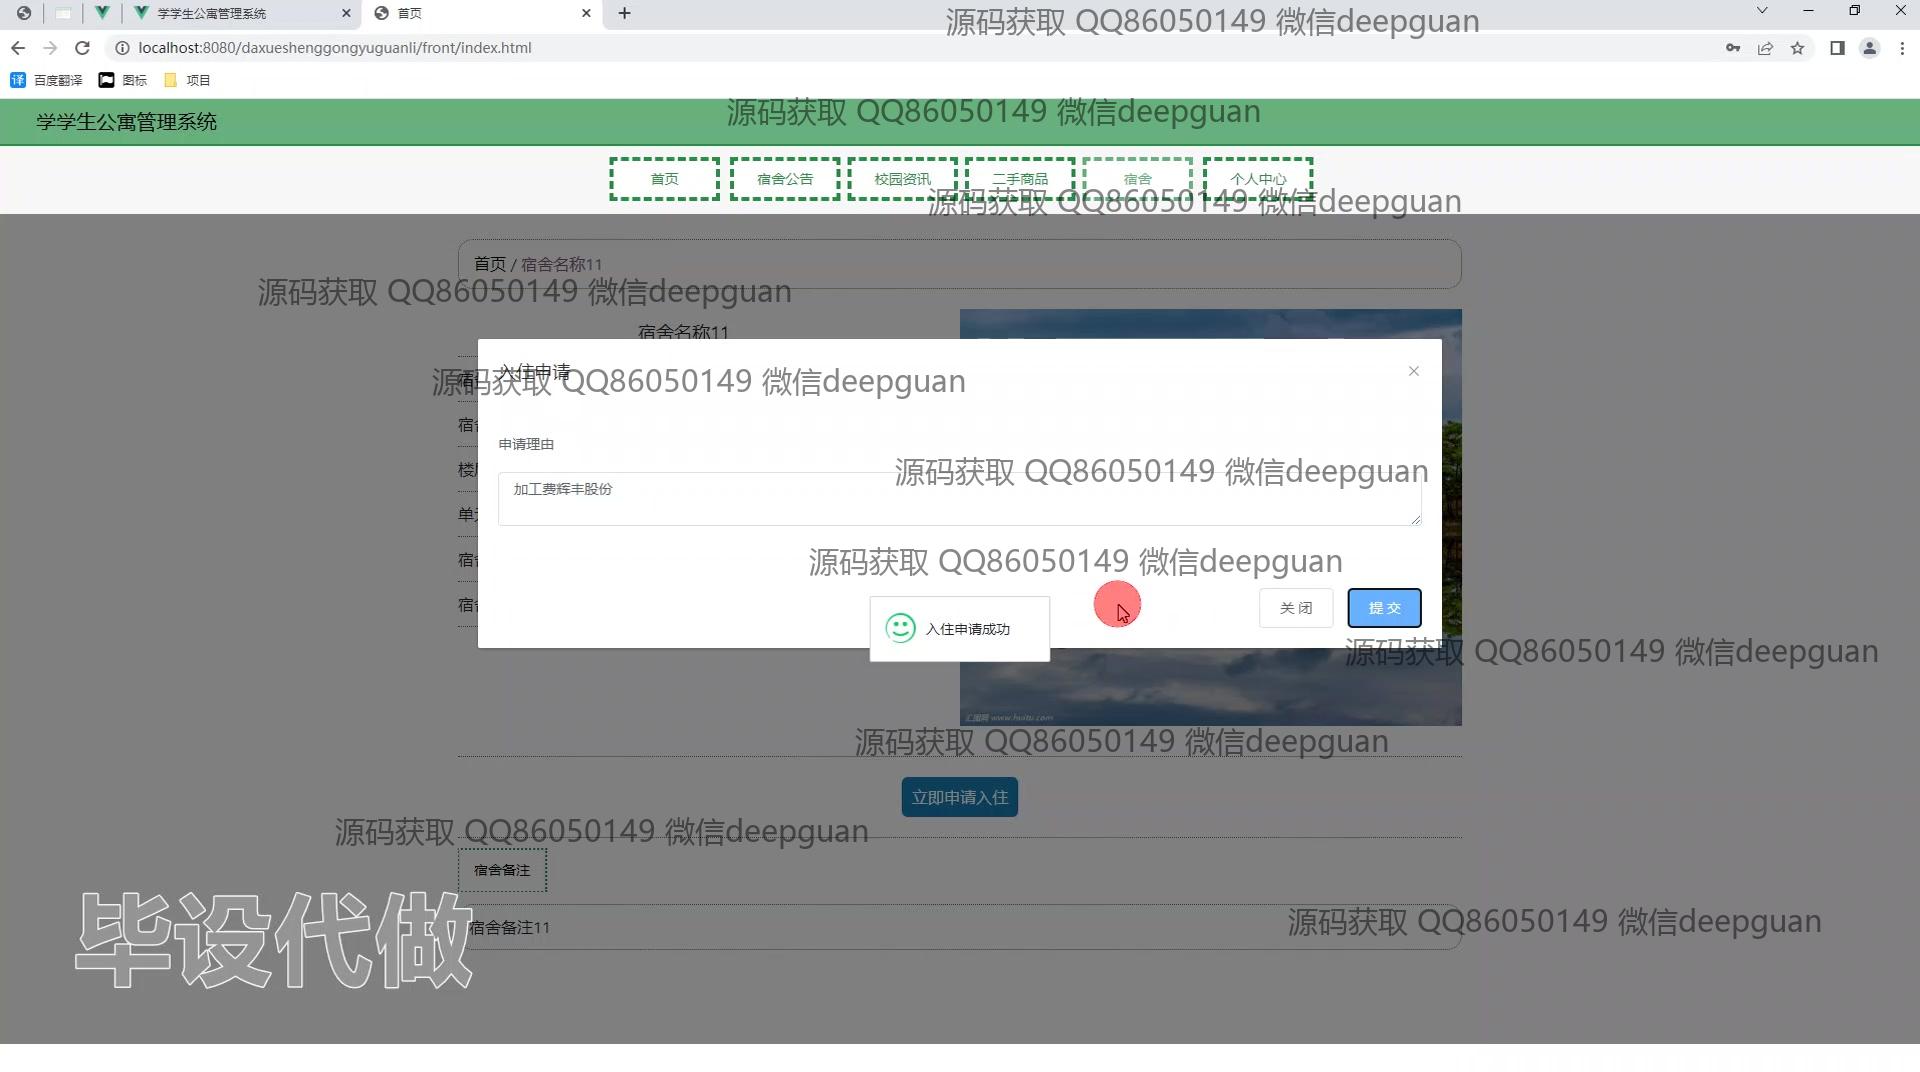 学学生公寓管理系统
首页
源码获取 QQ86050149 微信deepguan
localhost:8080/daxueshenggongyuguanli/front/index.html
百度翻译
图标
项目
学学生公寓管理系统
源码获取 QQ86050149 微信deepguan
首页
宿舍公告
校园资讯
二手商品
宿舍
个人中心
源码获取 QQ86050149 微信deepguan
首页 / 宿舍名称11
源码获取 QQ86050149 微信deepguan
宿舍名称11
入住申请
源码获取 QQ86050149 微信deepguan
宿
申请理由
楼
源码获取 QQ86050149 微信deepguan
加工费辉丰股份
单
宿
源码获取 QQ86050149 微信deepguan
宿
关 闭
提 交
入住申请成功
源码获取 QQ86050149 微信deepguan
汇图网 www.huitu.com
源码获取 QQ86050149 微信deepguan
立即申请入住
源码获取 QQ86050149 微信deepguan
宿舍备注
宿舍备注11
源码获取 QQ86050149 微信deepguan
毕设代做